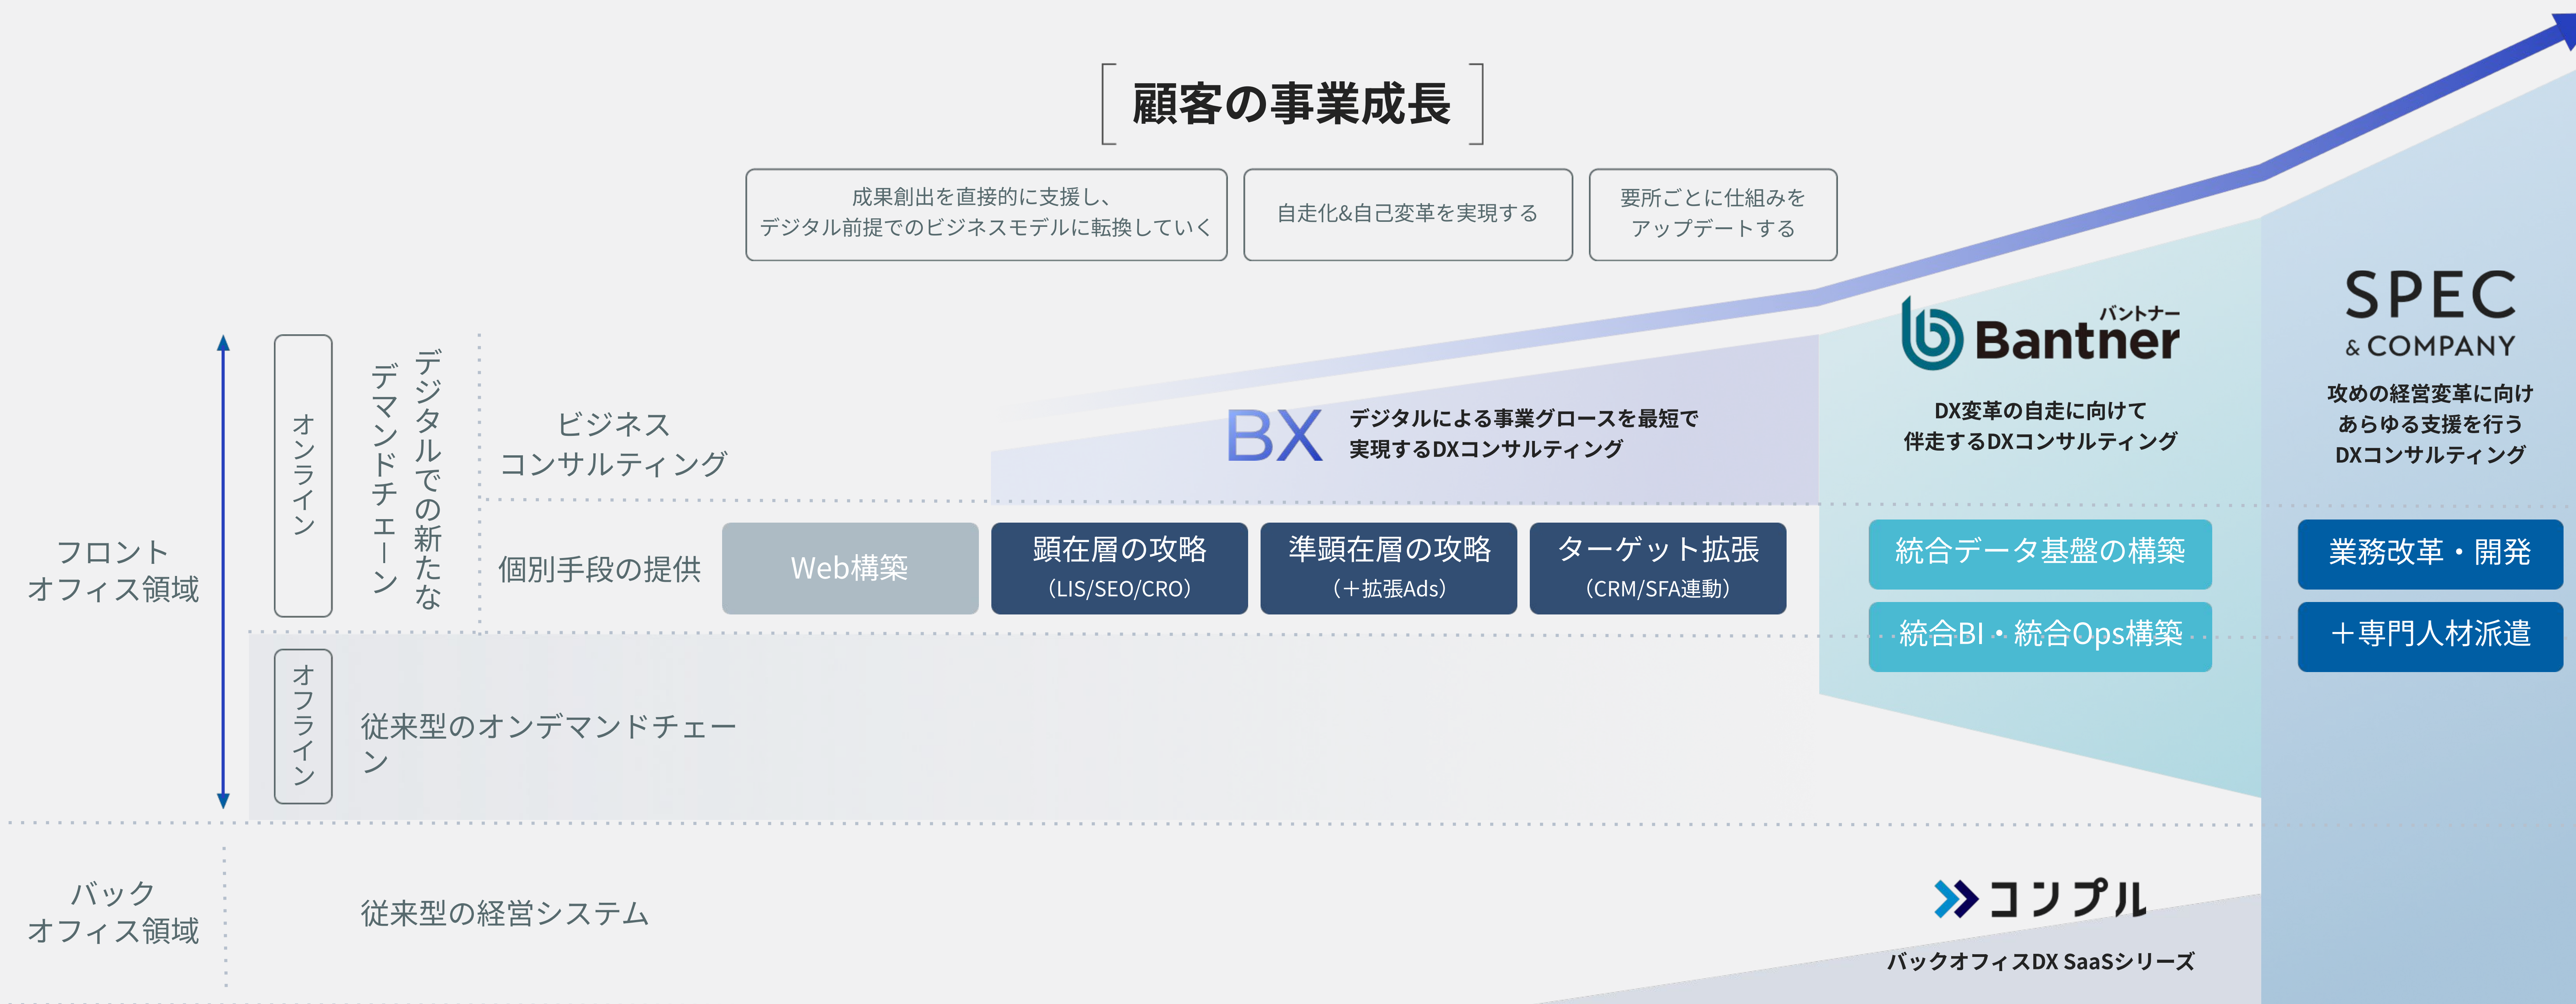 顧客の事業成長
成果創出を直接的に支援し、
デジタル前提でのビジネスモデルに転換していく
自走化&自己変革を実現する
要所ごとに仕組みを
アップデートする
フロント
オフィス領域
オンライン
デジタルでの新たな
デマンドチェーン
ビジネス
コンサルティング
BX
デジタルによる事業グロースを最短で
実現するDXコンサルティング
バントナー
Bantner
DX変革の自走に向けて
伴走するDXコンサルティング
SPEC
& COMPANY
攻めの経営変革に向け
あらゆる支援を行う
DXコンサルティング
個別手段の提供
Web構築
顕在層の攻略
（LIS/SEO/CRO）
準顕在層の攻略
（＋拡張Ads）
ターゲット拡張
（CRM/SFA連動）
統合データ基盤の構築
統合BI・統合Ops構築
業務改革・開発
＋専門人材派遣
オフライン
従来型のオンデマンドチェー
ン
バック
オフィス領域
従来型の経営システム
コンプル
バックオフィスDX SaaSシリーズ